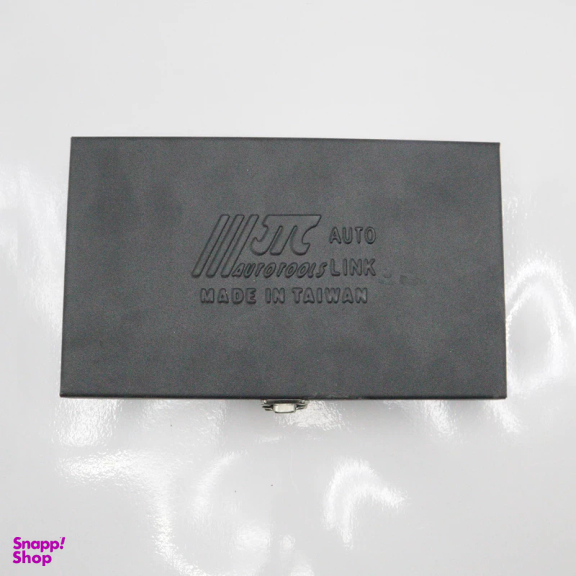 JTC AUTO
AUTOTOOLS LINK
MADE IN TAIWAN
Snapp!
Shop